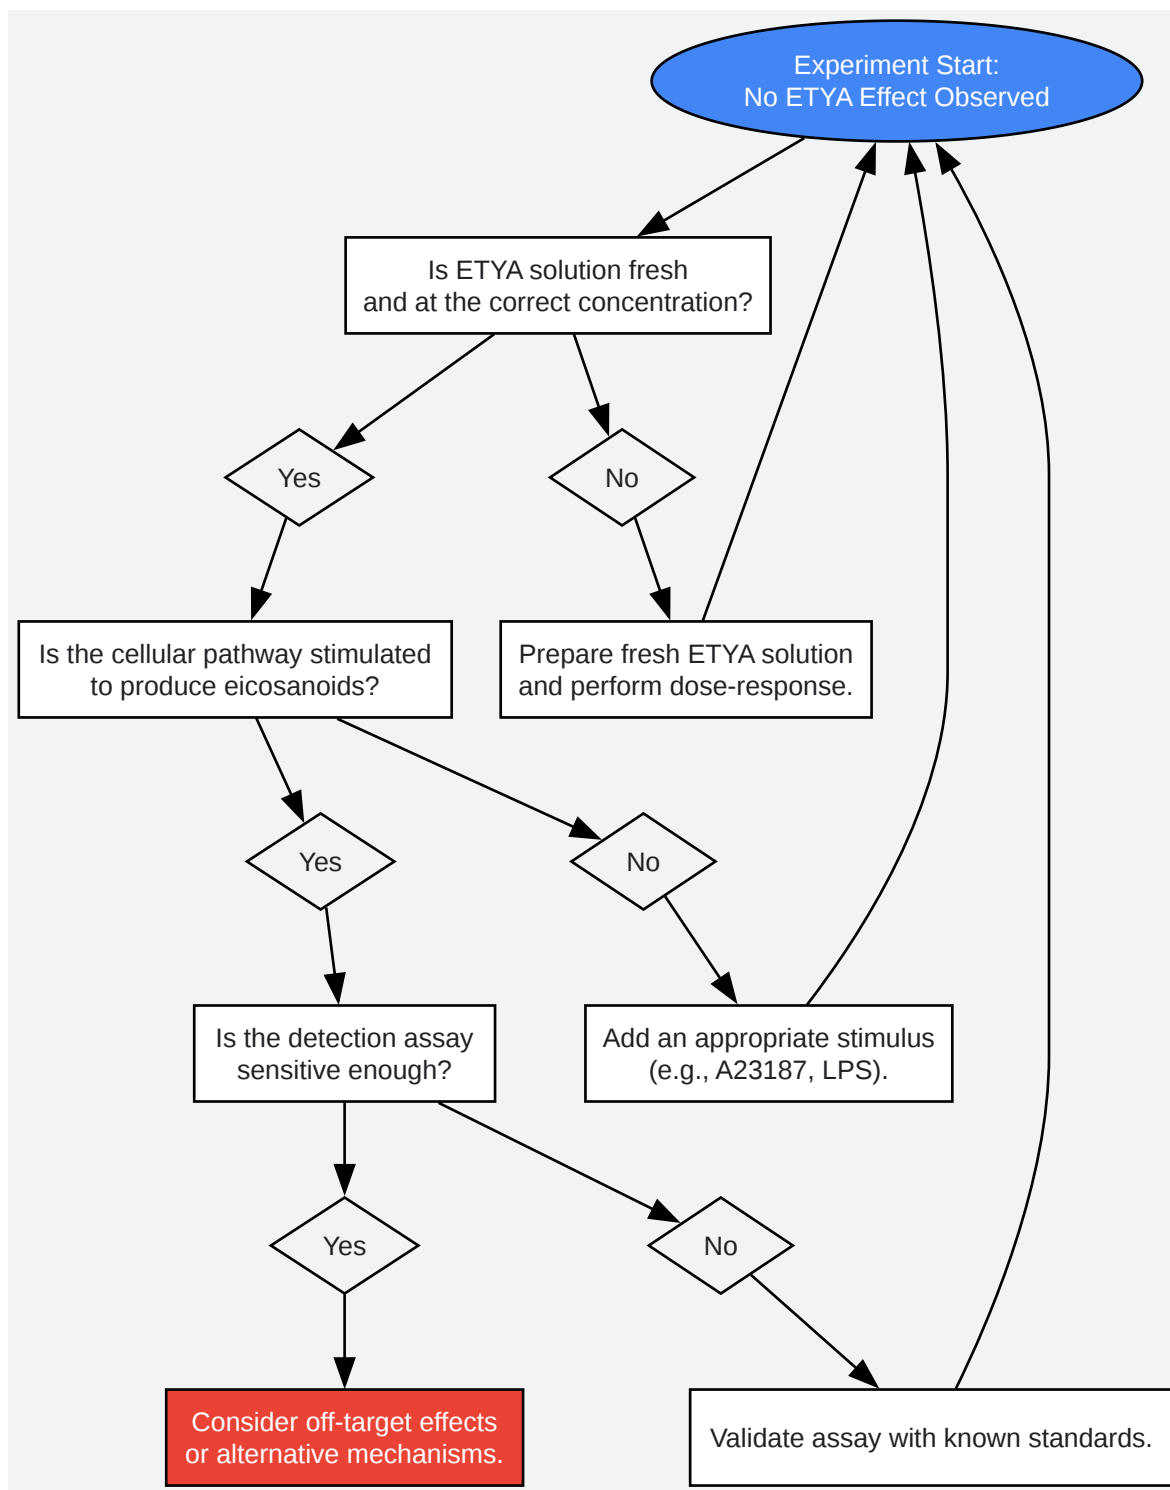 Experiment Start:
No ETYA Effect Observed
Is ETYA solution fresh
and at the correct concentration?
Yes
No
Is the cellular pathway stimulated
to produce eicosanoids?
Prepare fresh ETYA solution
and perform dose-response.
Yes
No
Is the detection assay
sensitive enough?
Add an appropriate stimulus
(e.g., A23187, LPS).
Yes
No
Consider off-target effects
or alternative mechanisms.
Validate assay with known standards.